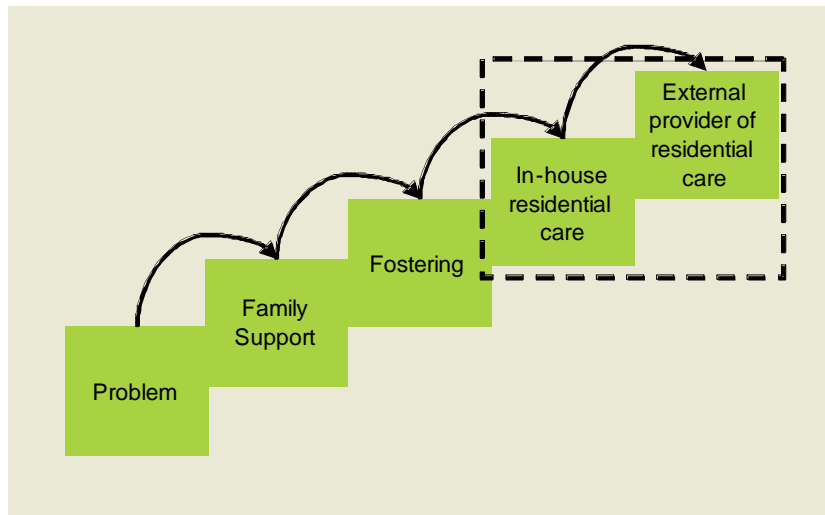 Problem
Family
Support
Fostering
In-house
residential
care
External
provider of
residential
care